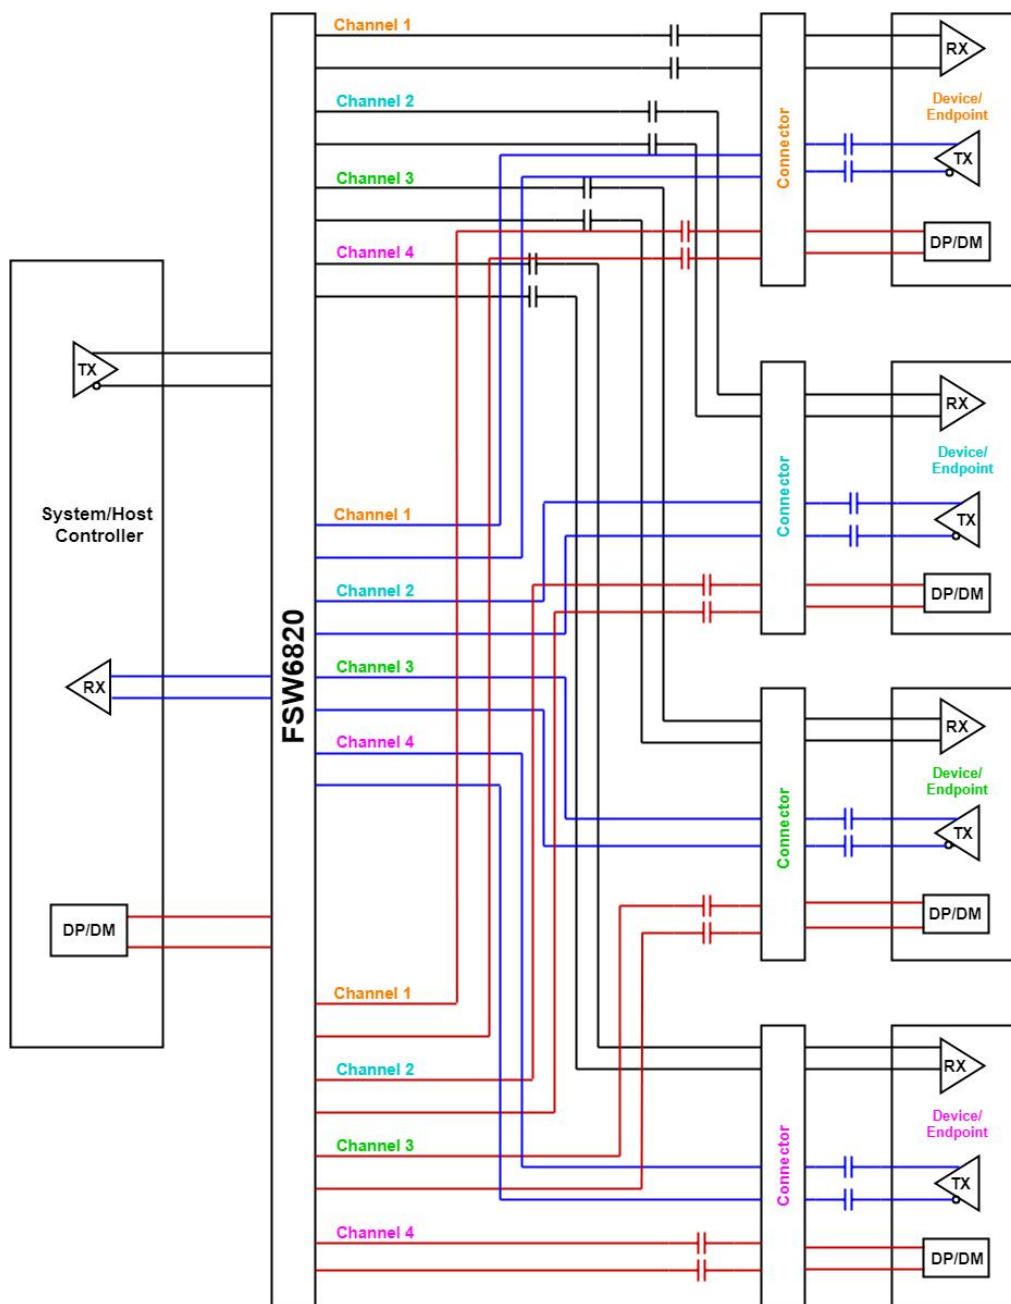 Channel 1
Channel 2
Channel 3
Channel 4
RX
Device/
Endpoint
TX
DP/DM
Connector
TX
System/Host
Controller
RX
DP/DM
FSW6820
Channel 1
Channel 2
Channel 3
Channel 4
RX
Device/
Endpoint
TX
DP/DM
Connector
RX
Device/
Endpoint
TX
DP/DM
Connector
Channel 1
Channel 2
Channel 3
Channel 4
RX
Device/
Endpoint
TX
DP/DM
Connector